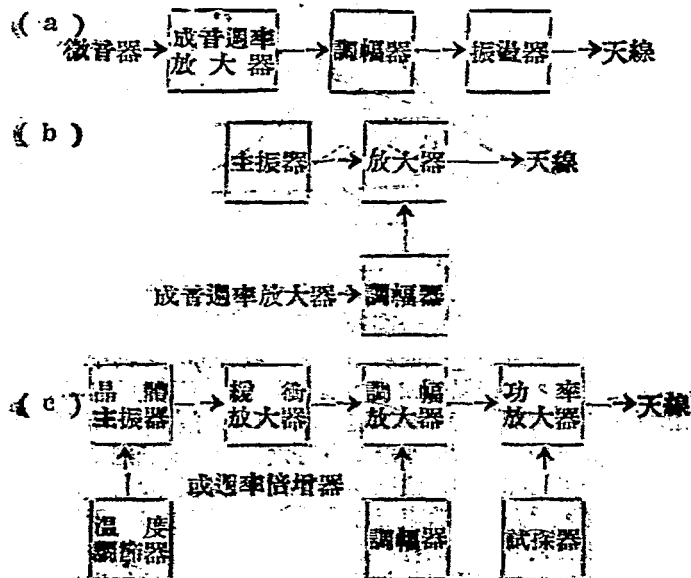 (a)
微音器→ 成音週率 放大器 → 調幅器 → 振盪器 →天線
(b)
主振器 → 放大器 →天線
成音週率放大器→ 調幅器
(c)
晶體 緩衝 調幅 功率
主振器 → 放大器 → 放大器 → 放大器 →天線
或週率倍增器
溫度
調節器 調幅器 試探器